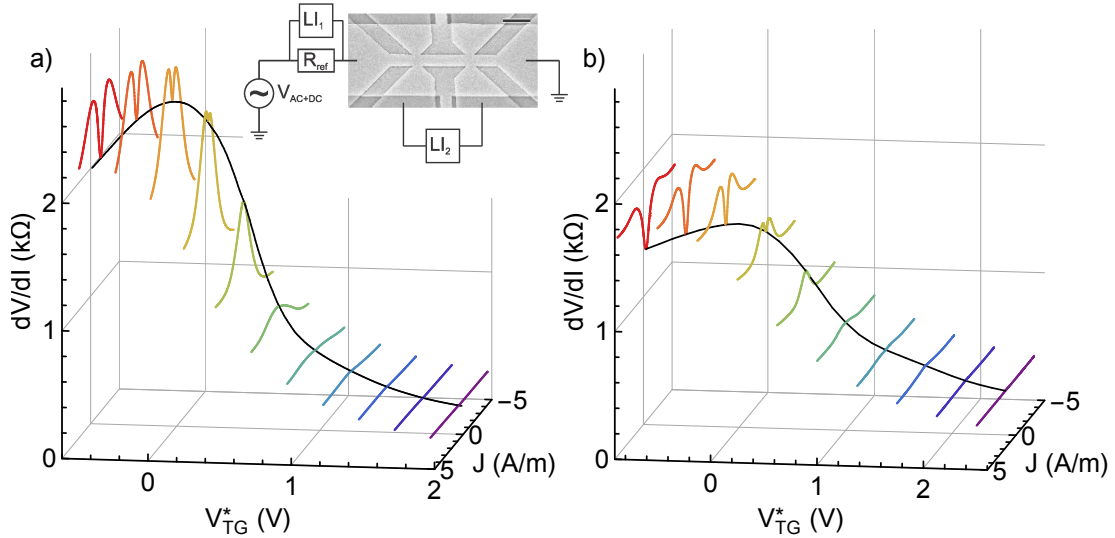 a)
LI1
Rref
VAC+DC
LI2
dV/dI (kΩ)
2
1
0
0
1
2
V*TG (V)
−5
0
5
J (A/m)
b)
dV/dI (kΩ)
2
1
0
0
1
2
V*TG (V)
−5
0
5
J (A/m)